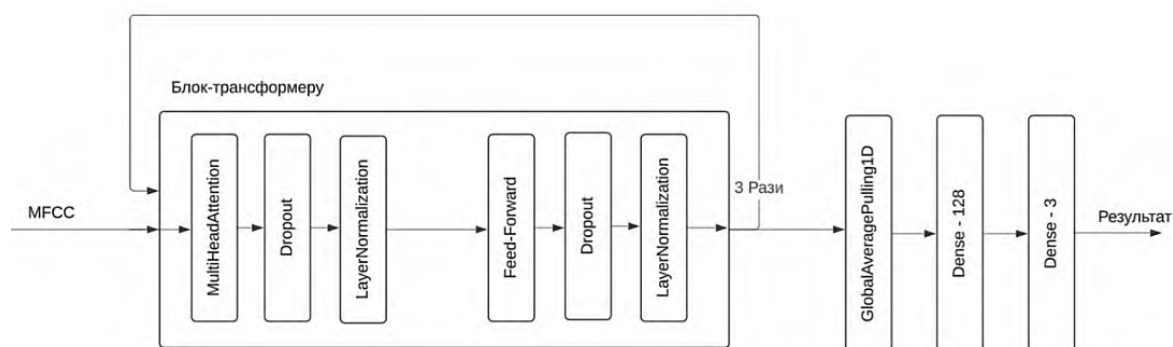 Блок-трансформеру
MFCC
MultiHeadAttention
Dropout
LayerNormalization
Feed-Forward
Dropout
LayerNormalization
3 Рази
GlobalAveragePulling1D
Dense - 128
Dense - 3
Результат